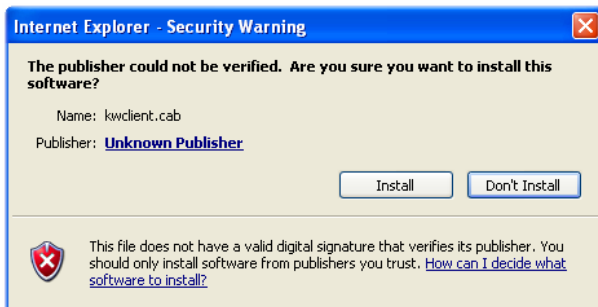 Internet Explorer - Security Warning
The publisher could not be verified. Are you sure you want to install this
software?
Name: kwclient.cab
Publisher: Unknown Publisher
Install Don't Install
This file does not have a valid digital signature that verifies its publisher. You
should only install software from publishers you trust. How can I decide what
software to install?